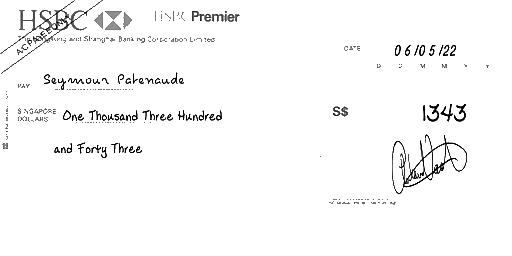 HSBC HSBC Premier
The Hongkong and Shanghai Banking Corporation Limited
A/C PAYEE ONLY
DATE 06/05/22
D D M M Y Y
PAY Seymour Patenaude
SINGAPORE DOLLARS One Thousand Three Hundred
S$ 1343
and Forty Three